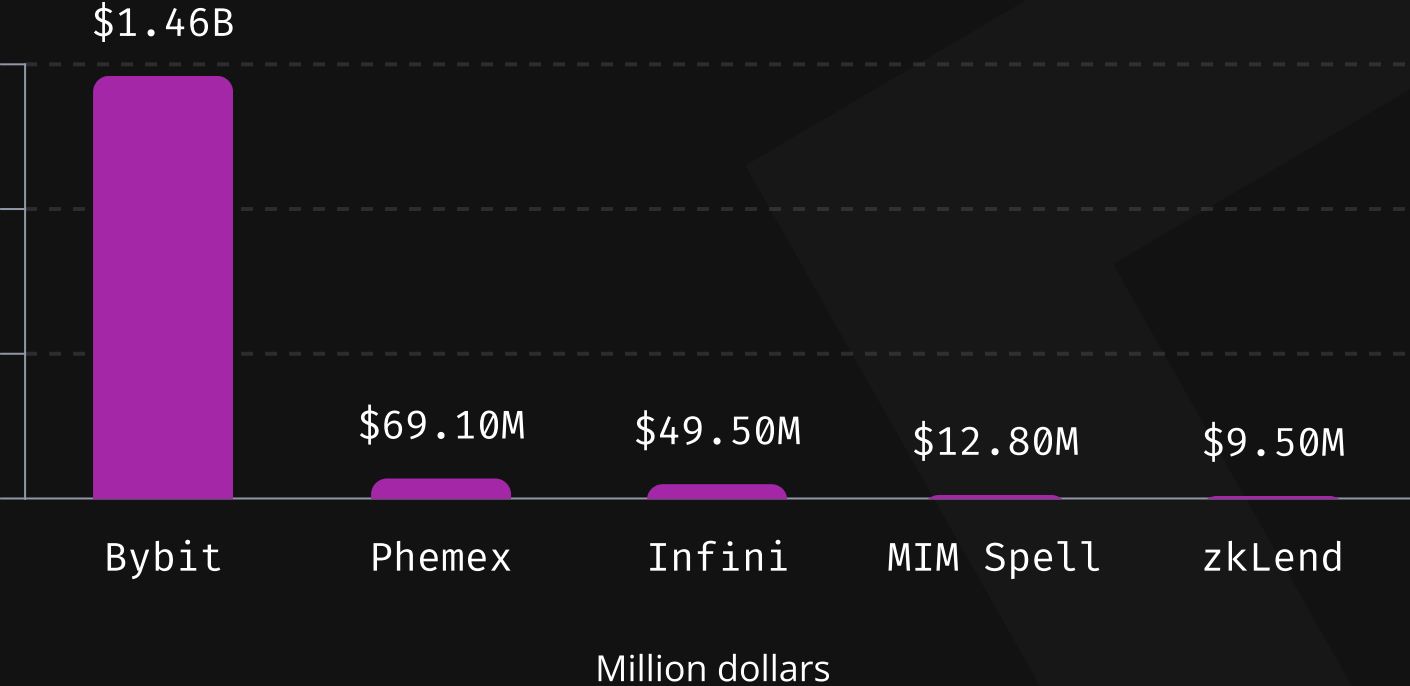 $1.46B
$69.10M
$49.50M
$12.80M
$9.50M
Bybit
Phemex
Infini
MIM Spell
zkLend
Million dollars